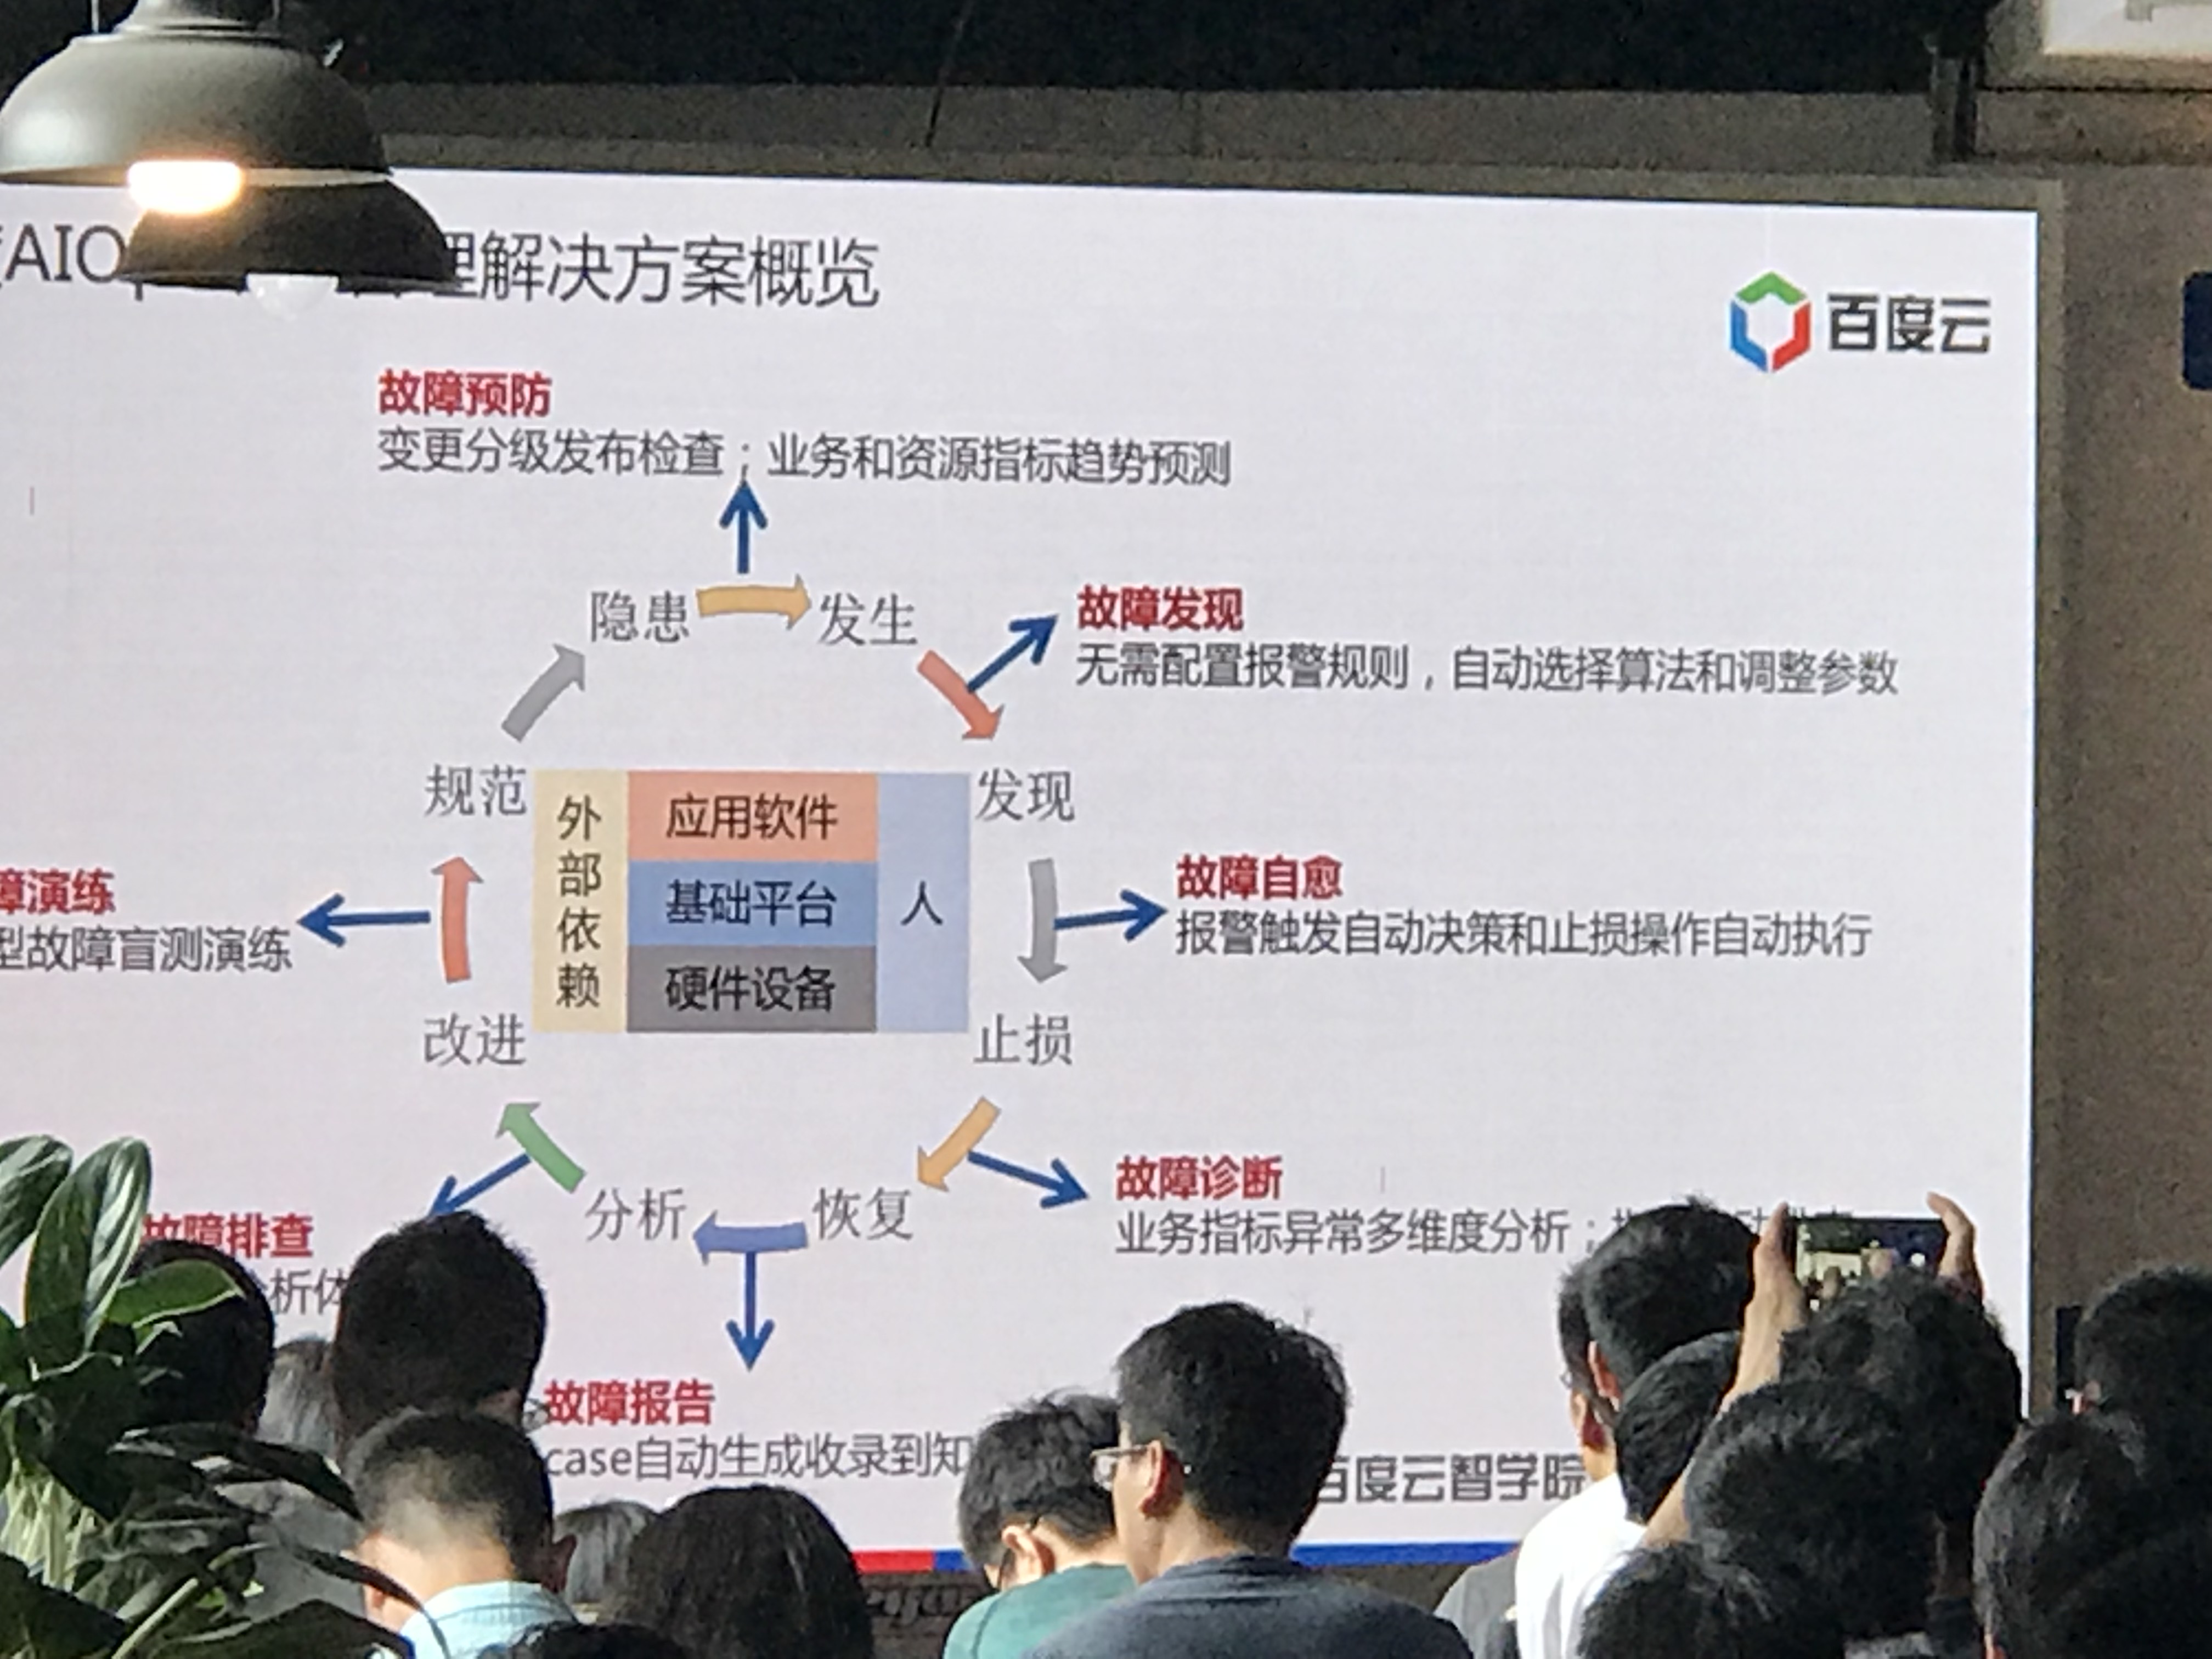 AIO 理解决方案概览
百度云
故障预防
变更分级发布检查；业务和资源指标趋势预测
隐患
发生
故障发现
无需配置报警规则，自动选择算法和调整参数
规范
发现
外部依赖
应用软件
基础平台
硬件设备
人
障演练
型故障盲测演练
故障自愈
报警触发自动决策和止损操作自动执行
改进
止损
分析
恢复
故障诊断
业务指标异常多维度分析；
故障排查
析体
故障报告
case自动生成收录到知
百度云智学院